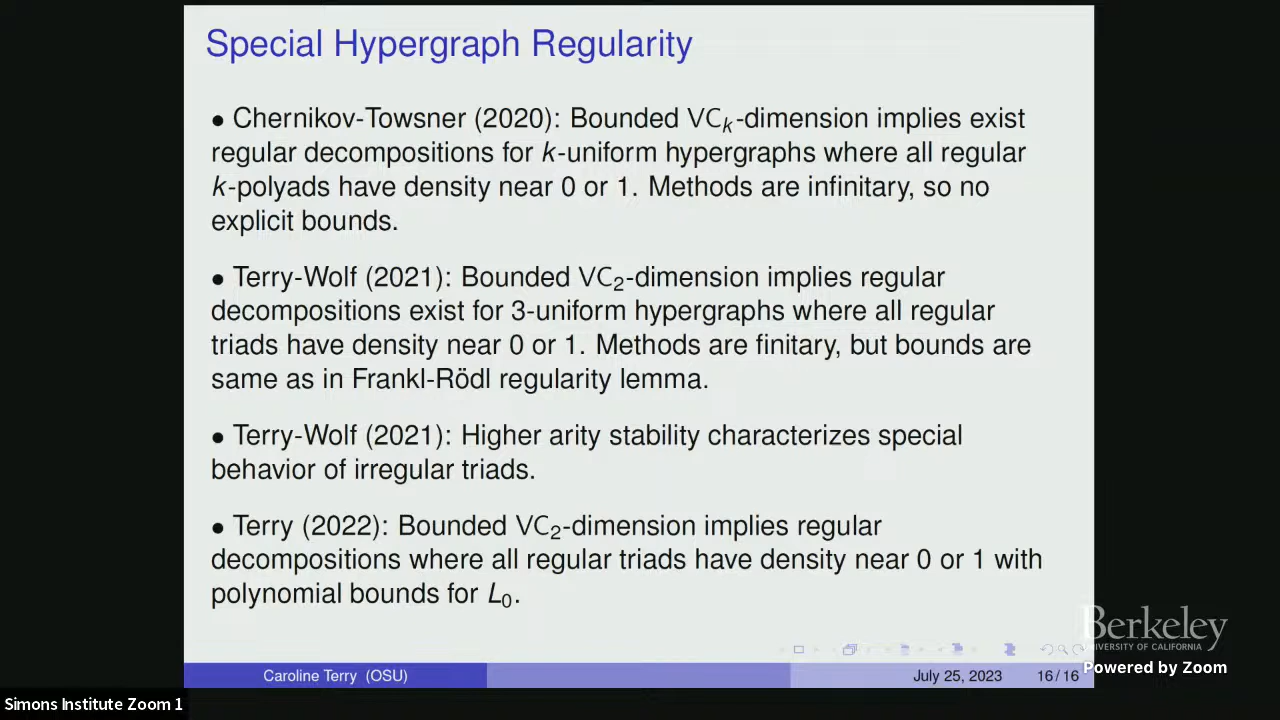 Special Hypergraph Regularity
• Chernikov-Towsner (2020): Bounded VCk-dimension implies exist
regular decompositions for k-uniform hypergraphs where all regular
k-polyads have density near 0 or 1. Methods are infinitary, so no
explicit bounds.
• Terry-Wolf (2021): Bounded VC2-dimension implies regular
decompositions exist for 3-uniform hypergraphs where all regular
triads have density near 0 or 1. Methods are finitary, but bounds are
same as in Frankl-Rödl regularity lemma.
• Terry-Wolf (2021): Higher arity stability characterizes special
behavior of irregular triads.
• Terry (2022): Bounded VC2-dimension implies regular
decompositions where all regular triads have density near 0 or 1 with
polynomial bounds for L0.
Berkeley
UNIVERSITY OF CALIFORNIA
Powered by Zoom
Caroline Terry (OSU)
July 25, 2023
16/16
Simons Institute Zoom 1